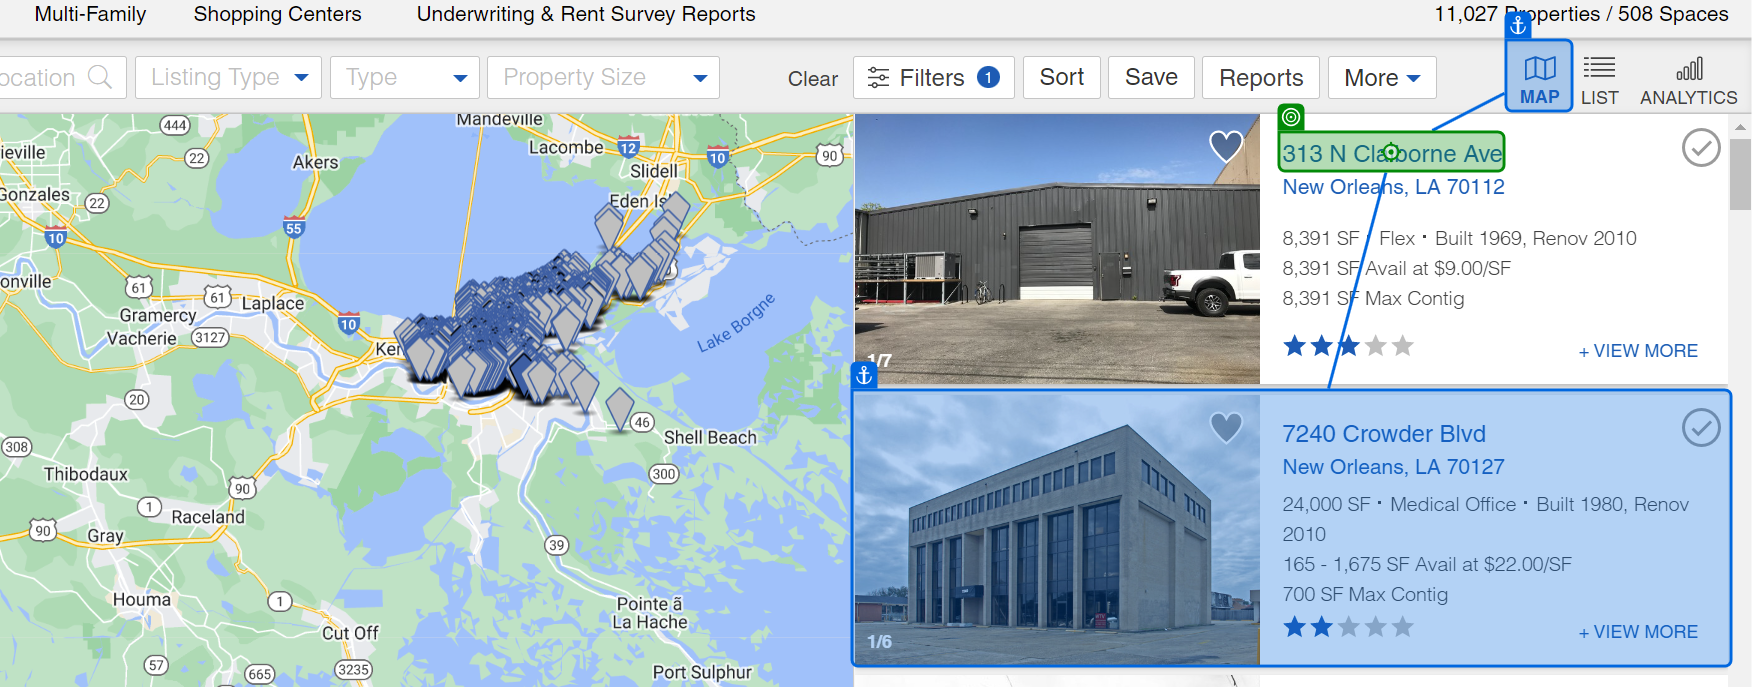 Multi-Family Shopping Centers Underwriting & Rent Survey Reports 11,027 Properties / 508 Spaces
ocation Type Listing Type Type Property Size Clear Filters 1 Sort Save Reports More MAP LIST ANALYTICS
Mandeville
444
Lacombe
12
10
90
ieville
22
Akers
Slidell
Gonzales
22
Eden Is
55
10
onville
61
61
Laplace
Gramercy
10
Lake Borgne
Vacherie
3127
Ken
20
46
Shell Beach
308
Thibodaux
300
90
1
Raceland
90
Gray
39
Houma
1
Pointe ã
La Hache
Cut Off
57
665
3235
Port Sulphur
1/7
313 N Claiborne Ave
New Orleans, LA 70112
8,391 SF · Flex · Built 1969, Renov 2010
8,391 SF Avail at $9.00/SF
8,391 SF Max Contig
+ VIEW MORE
1/6
7240 Crowder Blvd
New Orleans, LA 70127
24,000 SF · Medical Office · Built 1980, Renov
2010
165 - 1,675 SF Avail at $22.00/SF
700 SF Max Contig
+ VIEW MORE